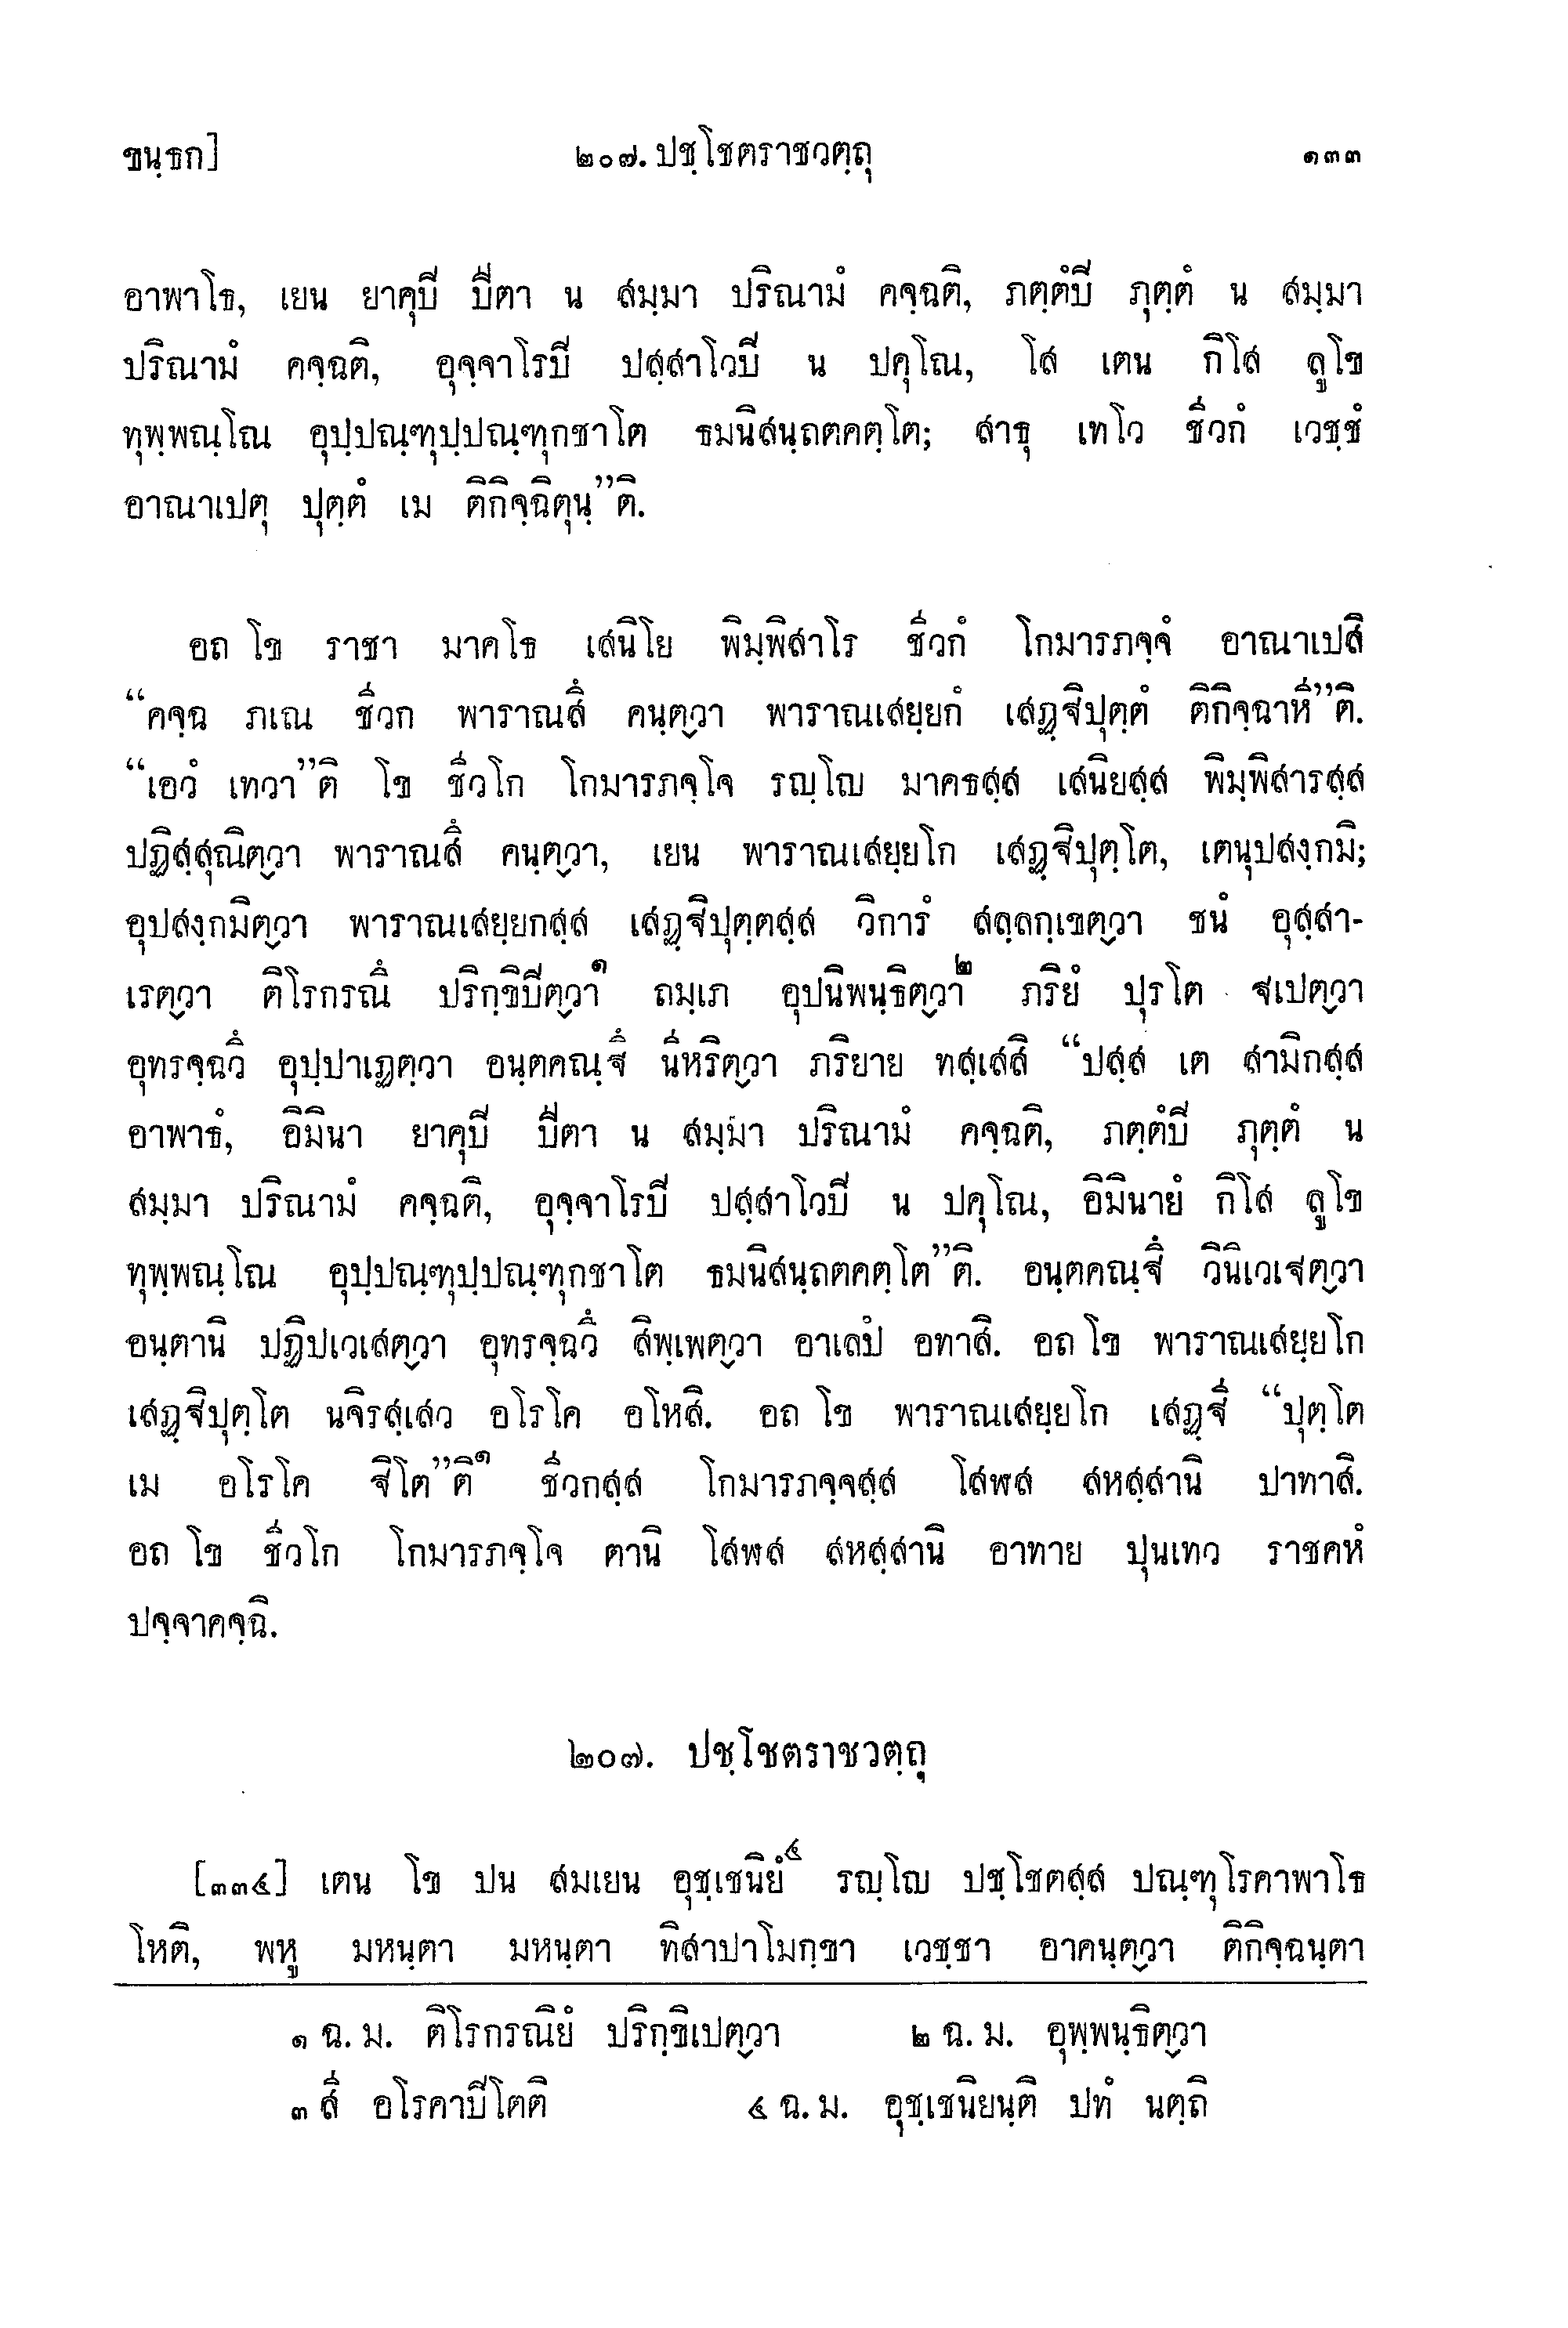 ขนฺธก]
๒๐๗. ปชฺโชตราชวตฺถุ
๑๓๓
อาพาโธ, เยน ยาคุปี ปีตา น สมฺมา ปริณามํ คจฺฉติ, ภตฺตํปี ภุตฺตํ น สมฺมา
ปริณามํ คจฺฉติ, อุจฺจาโรปี ปสฺสาโวปี น ปคุโณ, โส เตน กิโส ลูโข
ทุพฺพณฺโณ อุปฺปณฺฑุปฺปณฺฑุกชาโต ธมนิสนฺถตคตฺโต; สาธุ เทโว ชีวกํ เวชฺชํ
อาณาเปตุ ปุตฺตํ เม ติกิจฺฉิตุนฺ”ติ.
อถ โข ราชา มาคโธ เสนิโย พิมฺพิสาโร ชีวกํ โกมารภจฺจํ อาณาเปสิ
“คจฺฉ ภเณ ชีวก พาราณสึ คนฺตฺวา พาราณเสยฺยกํ เสฏฺฐิปุตฺตํ ติกิจฺฉาหี”ติ.
“เอวํ เทวา”ติ โข ชีวโก โกมารภจฺโจ รญฺโญ มาคธสฺส เสนิยสฺส พิมฺพิสารสฺส
ปฏิสฺสุณิตฺวา พาราณสึ คนฺตฺวา, เยน พาราณเสยฺยโก เสฏฺฐิปุตฺโต, เตนุปสงฺกมิ;
อุปสงฺกมิตฺวา พาราณเสยฺยกสฺส เสฏฺฐิปุตฺตสฺส วิการํ สลฺลกฺเขตฺวา ชนํ อุสฺสา-
เรตฺวา ติโรกรณึ ปริกฺขิปีตฺวา๑ ถมฺเภ อุปนิพนฺธิตฺวา๒ ภริยํ ปุรโต ฐเปตฺวา
อุทรจฺฉวึ อุปฺปาเฏตฺวา อนฺตคณฺฐึ นีหริตฺวา ภริยาย ทสฺเสสิ “ปสฺส เต สามิกสฺส
อาพาธํ, อิมินา ยาคุปี ปีตา น สมฺมา ปริณามํ คจฺฉติ, ภตฺตํปี ภุตฺตํ น
สมฺมา ปริณามํ คจฺฉติ, อุจฺจาโรปี ปสฺสาโวปี น ปคุโณ, อิมินายํ กิโส ลูโข
ทุพฺพณฺโณ อุปฺปณฺฑุปฺปณฺฑุกชาโต ธมนิสนฺถตคตฺโต”ติ. อนฺตคณฺฐึ วินิเวเฐตฺวา
อนฺตานิ ปฏิปเวเสตฺวา อุทรจฺฉวึ สิพฺเพตฺวา อาเลปํ อทาสิ. อถ โข พาราณเสยฺยโก
เสฏฺฐิปุตฺโต นจิรสฺเสว อโรโค อโหสิ. อถ โข พาราณเสยฺยโก เสฏฺฐี “ปุตฺโต
เม อโรโค ฐิโต”ติ๑ ชีวกสฺส โกมารภจฺจสฺส โสฬส สหสฺสานิ ปาทาสิ.
อถ โข ชีวโก โกมารภจฺโจ ตานิ โสฬส สหสฺสานิ อาทาย ปุนเทว ราชคหํ
ปจฺจาคจฺฉิ.
๒๐๗. ปชฺโชตราชวตฺถุ
[๓๓๔] เตน โข ปน สมเยน อุชฺเชนิยํ๔ รญฺโญ ปชฺโชตสฺส ปณฺฑุโรคาพาโธ
โหติ, พหู มหนฺตา มหนฺตา ทิสาปาโมกฺขา เวชฺชา อาคนฺตฺวา ติกิจฺฉนฺตา
๑ ฉ. ม. ติโรกรณิยํ ปริกฺขิเปตฺวา
๒ ฉ. ม. อุพฺพนฺธิตฺวา
๓ สี อโรคาปีโตติ
๔ ฉ. ม. อุชฺเชนิยนฺติ ปทํ นตฺถิ